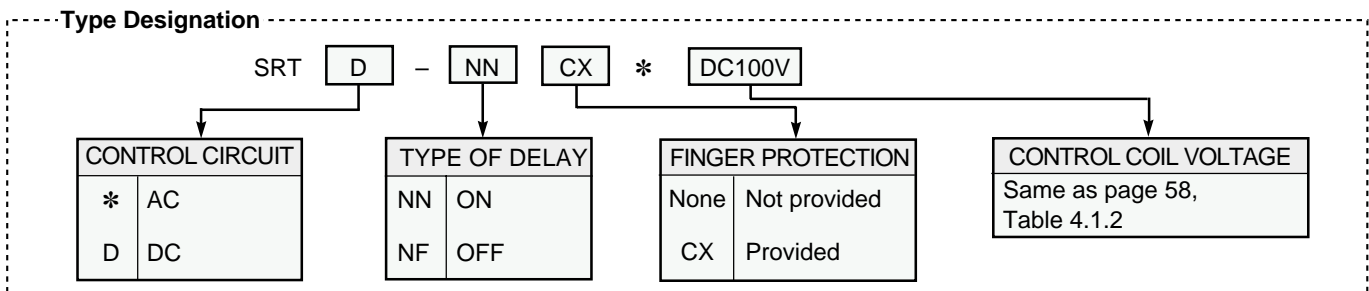 Type Designation
SRT D – NN CX * DC100V
CONTROL CIRCUIT
* AC
D DC
TYPE OF DELAY
NN ON
NF OFF
FINGER PROTECTION
None Not provided
CX Provided
CONTROL COIL VOLTAGE
Same as page 58,
Table 4.1.2